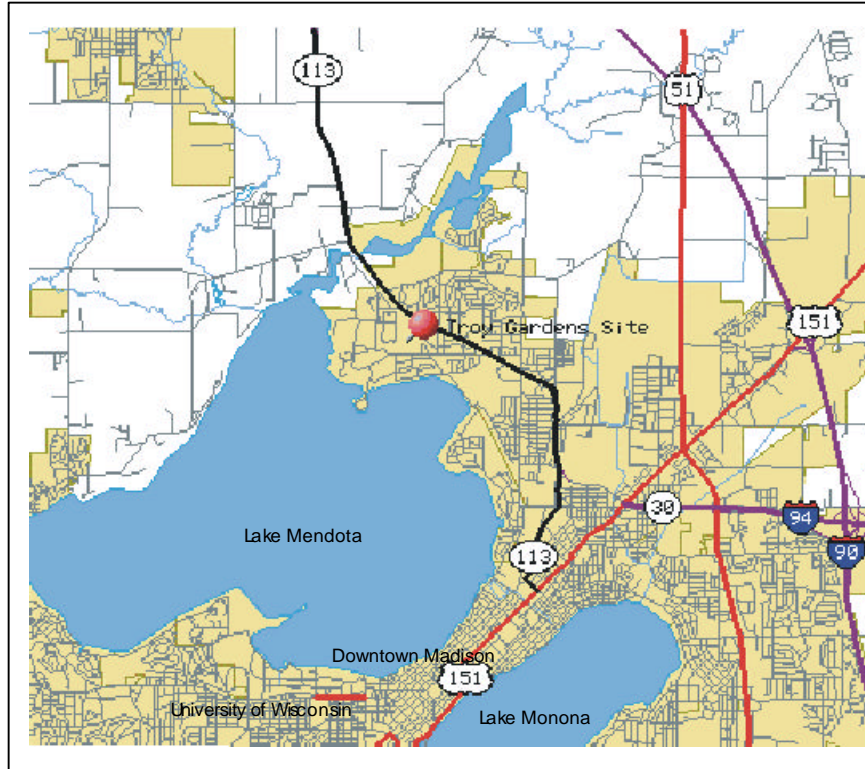 113
51
151
Troy Gardens Site
Lake Mendota
30
94
90
113
Downtown Madison
151
University of Wisconsin
Lake Monona